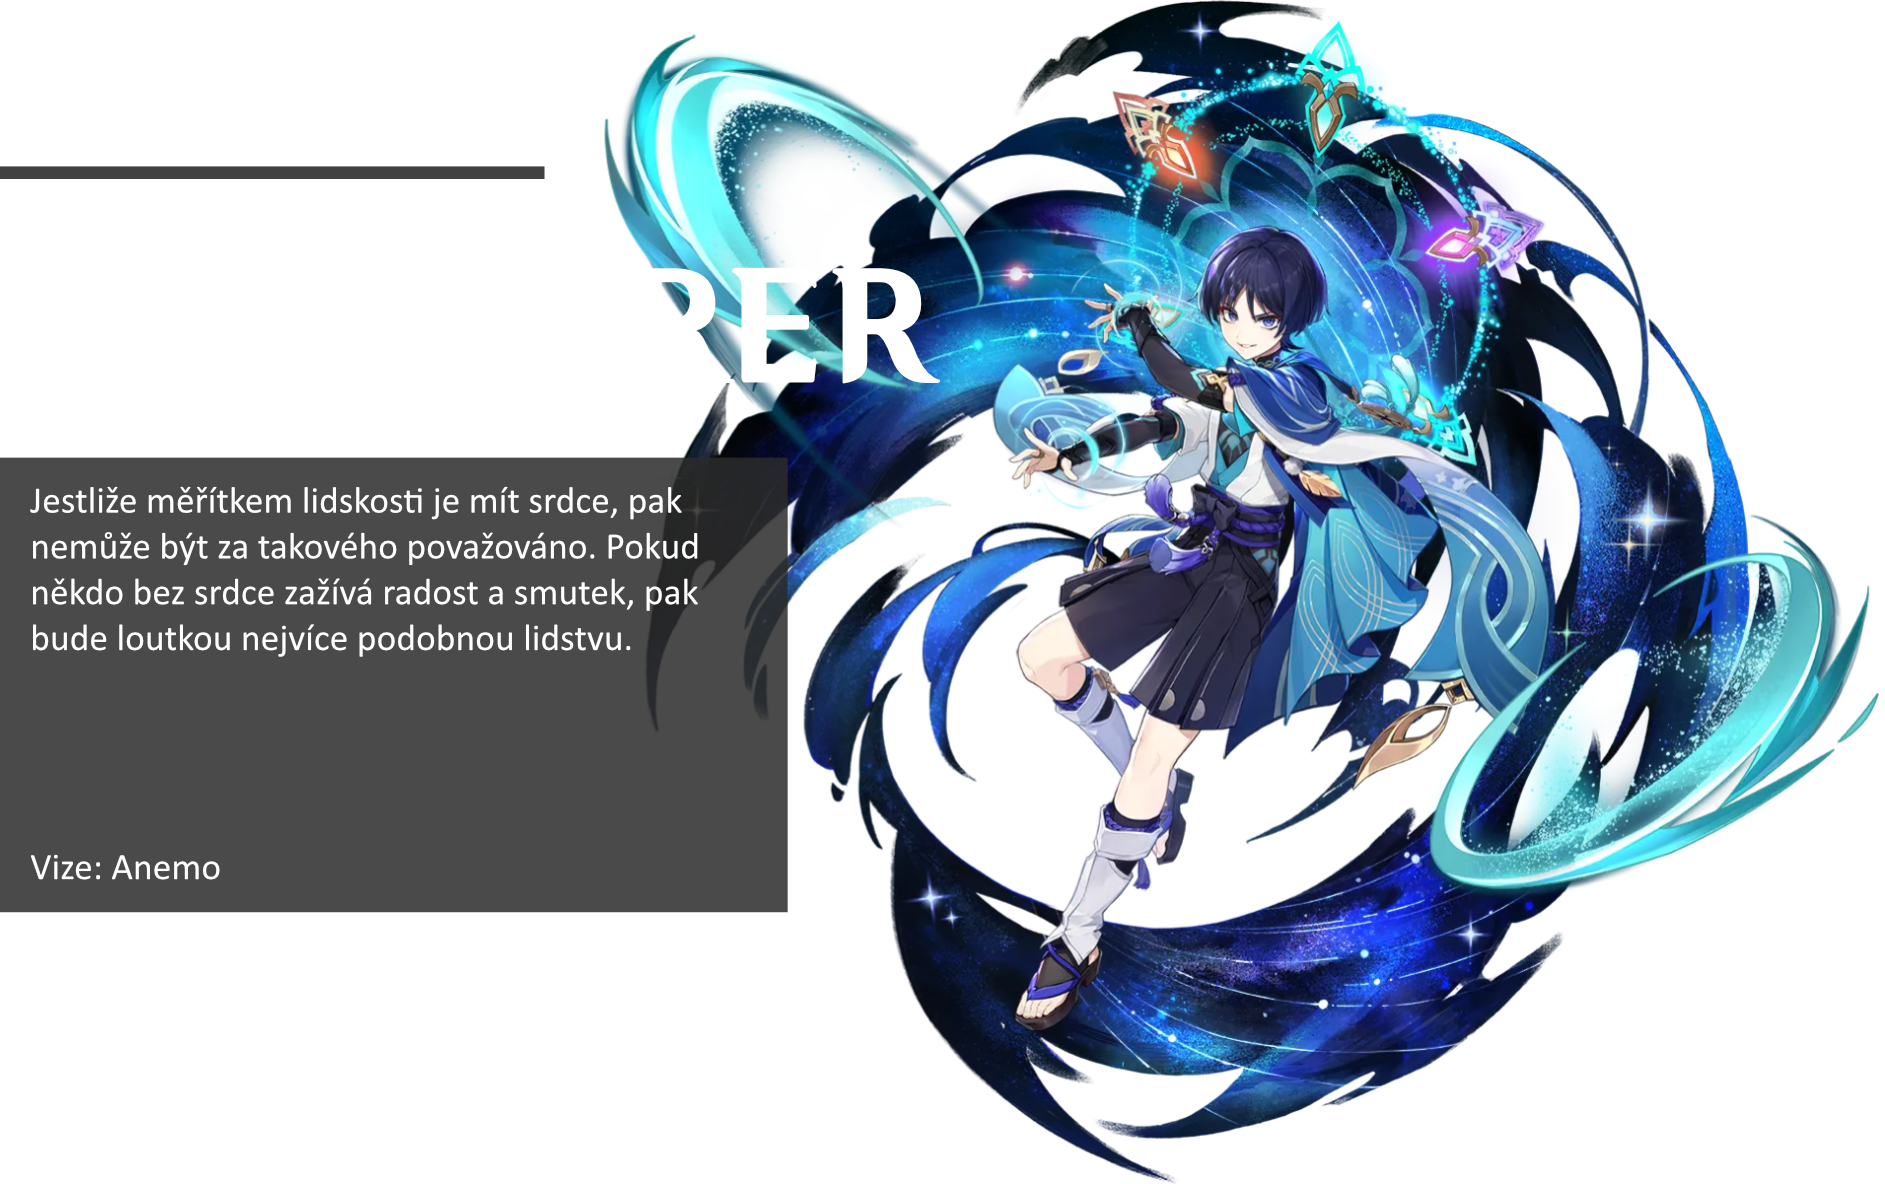 PER
Jestliže měřítkem lidskosti je mít srdce, pak
nemůže být za takového považováno. Pokud
někdo bez srdce zažívá radost a smutek, pak
bude loutkou nejvíce podobnou lidstvu.
Vize: Anemo